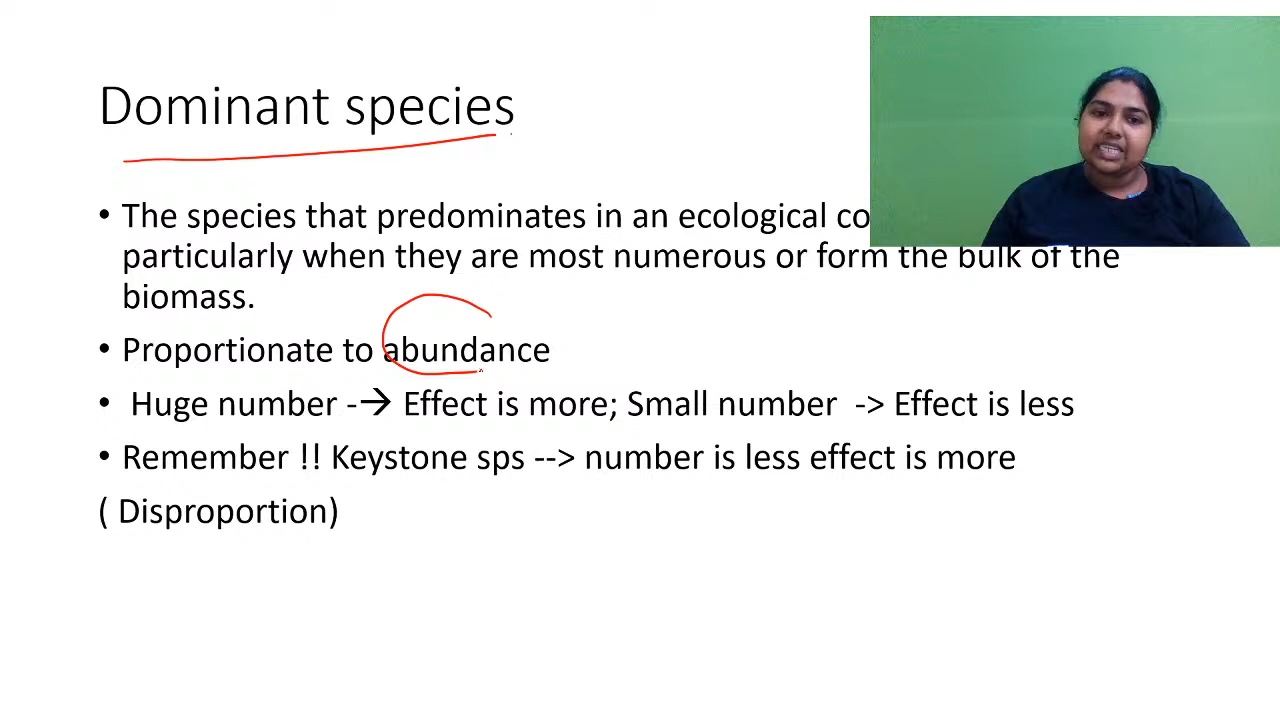 Dominant species
• The species that predominates in an ecological
particularly when they are most numerous or form the bulk of the
biomass.
• Proportionate to abundance
• Huge number -→ Effect is more; Small number -> Effect is less
• Remember !! Keystone sps --> number is less effect is more
( Disproportion)